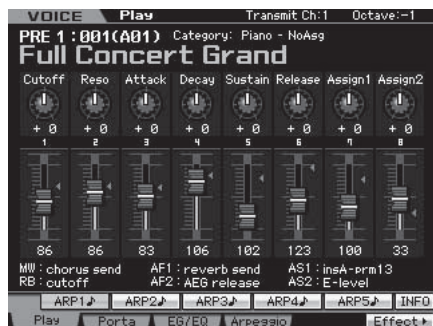 VOICE Play Transmit Ch:1 Octave:-1
PRE 1:001(A01) Category: Piano - NoAsg
Full Concert Grand
Cutoff Reso Attack Decay Sustain Release Assign1 Assign2
+ 0 + 0 + 0 + 0 + 0 + 0 + 0 + 0
1 2 3 4 5 6 7 8
86 86 83 106 102 123 100 33
MW : chorus send AF1 : reverb send AS1 : insA-prm13
RB : cutoff AF2 : AEG release AS2 : E-level
ARP1♪ ARP2♪ ARP3♪ ARP4♪ ARP5♪ INFO
Play Porta EG/EQ Arpeggio Effect